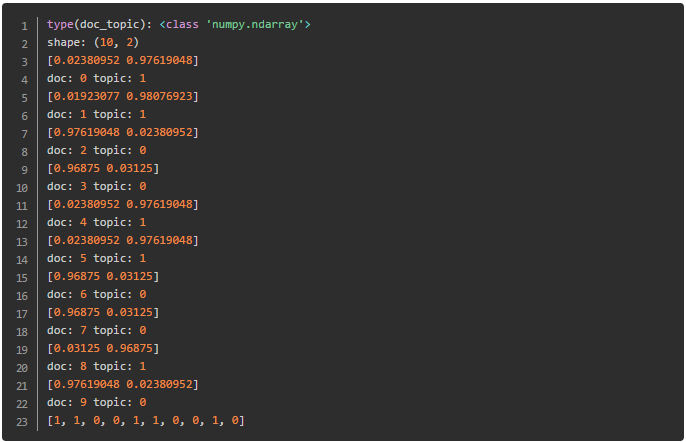 1 type(doc_topic): <class 'numpy.ndarray'>
2 shape: (10, 2)
3 [0.02380952 0.97619048]
4 doc: 0 topic: 1
5 [0.01923077 0.98076923]
6 doc: 1 topic: 1
7 [0.97619048 0.02380952]
8 doc: 2 topic: 0
9 [0.96875 0.03125]
10 doc: 3 topic: 0
11 [0.02380952 0.97619048]
12 doc: 4 topic: 1
13 [0.02380952 0.97619048]
14 doc: 5 topic: 1
15 [0.96875 0.03125]
16 doc: 6 topic: 0
17 [0.96875 0.03125]
18 doc: 7 topic: 0
19 [0.03125 0.96875]
20 doc: 8 topic: 1
21 [0.97619048 0.02380952]
22 doc: 9 topic: 0
23 [1, 1, 0, 0, 1, 1, 0, 0, 1, 0]